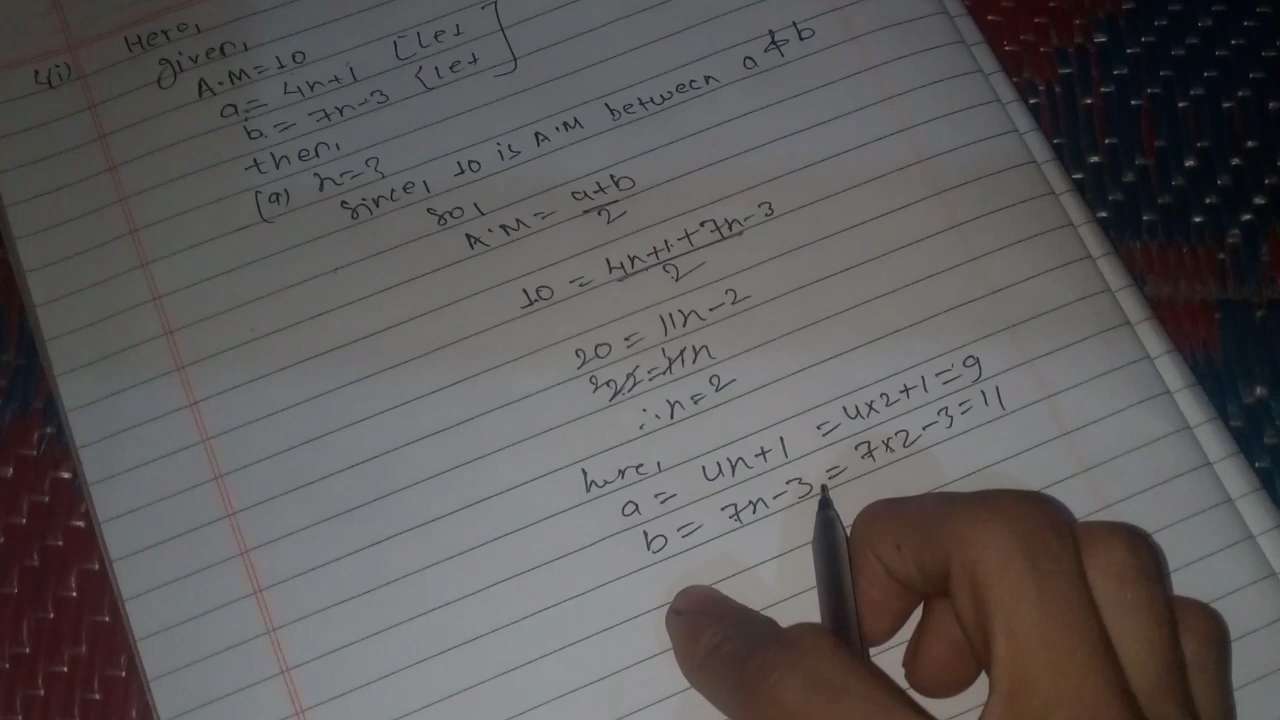 4i) Here,
given,
A.M = 10
a = 4n+1 [let
b = 7n-3 {let ]
then,
(a) n=?
since, 10 is A.M between a & b
so,
A.M = a+b/2
10 = 4n+1+7n-3/2
20 = 11n-2
22 = 11n
∴ n = 2
here,
a = 4n+1 = 4×2+1 = 9
b = 7n-3 = 7×2-3 = 11